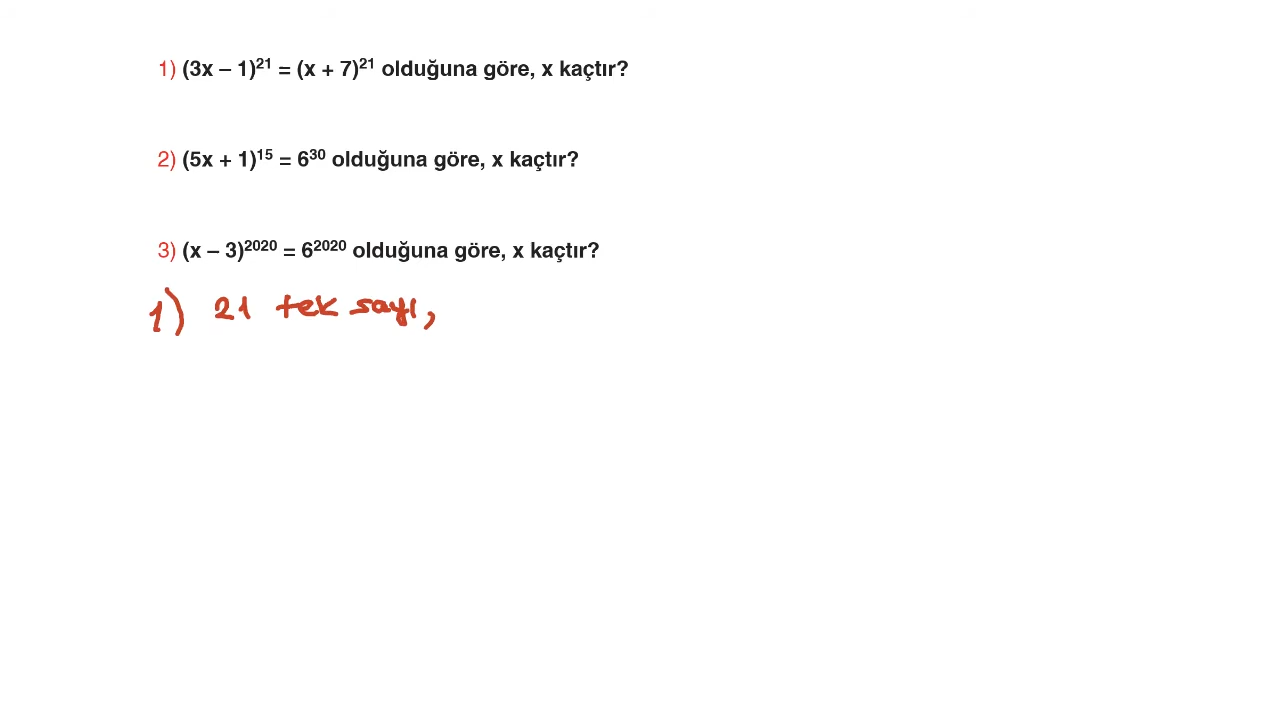 1) (3x – 1)²¹ = (x + 7)²¹ olduğuna göre, x kaçtır?
2) (5x + 1)¹⁵ = 6³⁰ olduğuna göre, x kaçtır?
3) (x – 3)²⁰²⁰ = 6²⁰²⁰ olduğuna göre, x kaçtır?
1) 21 tek sayı,